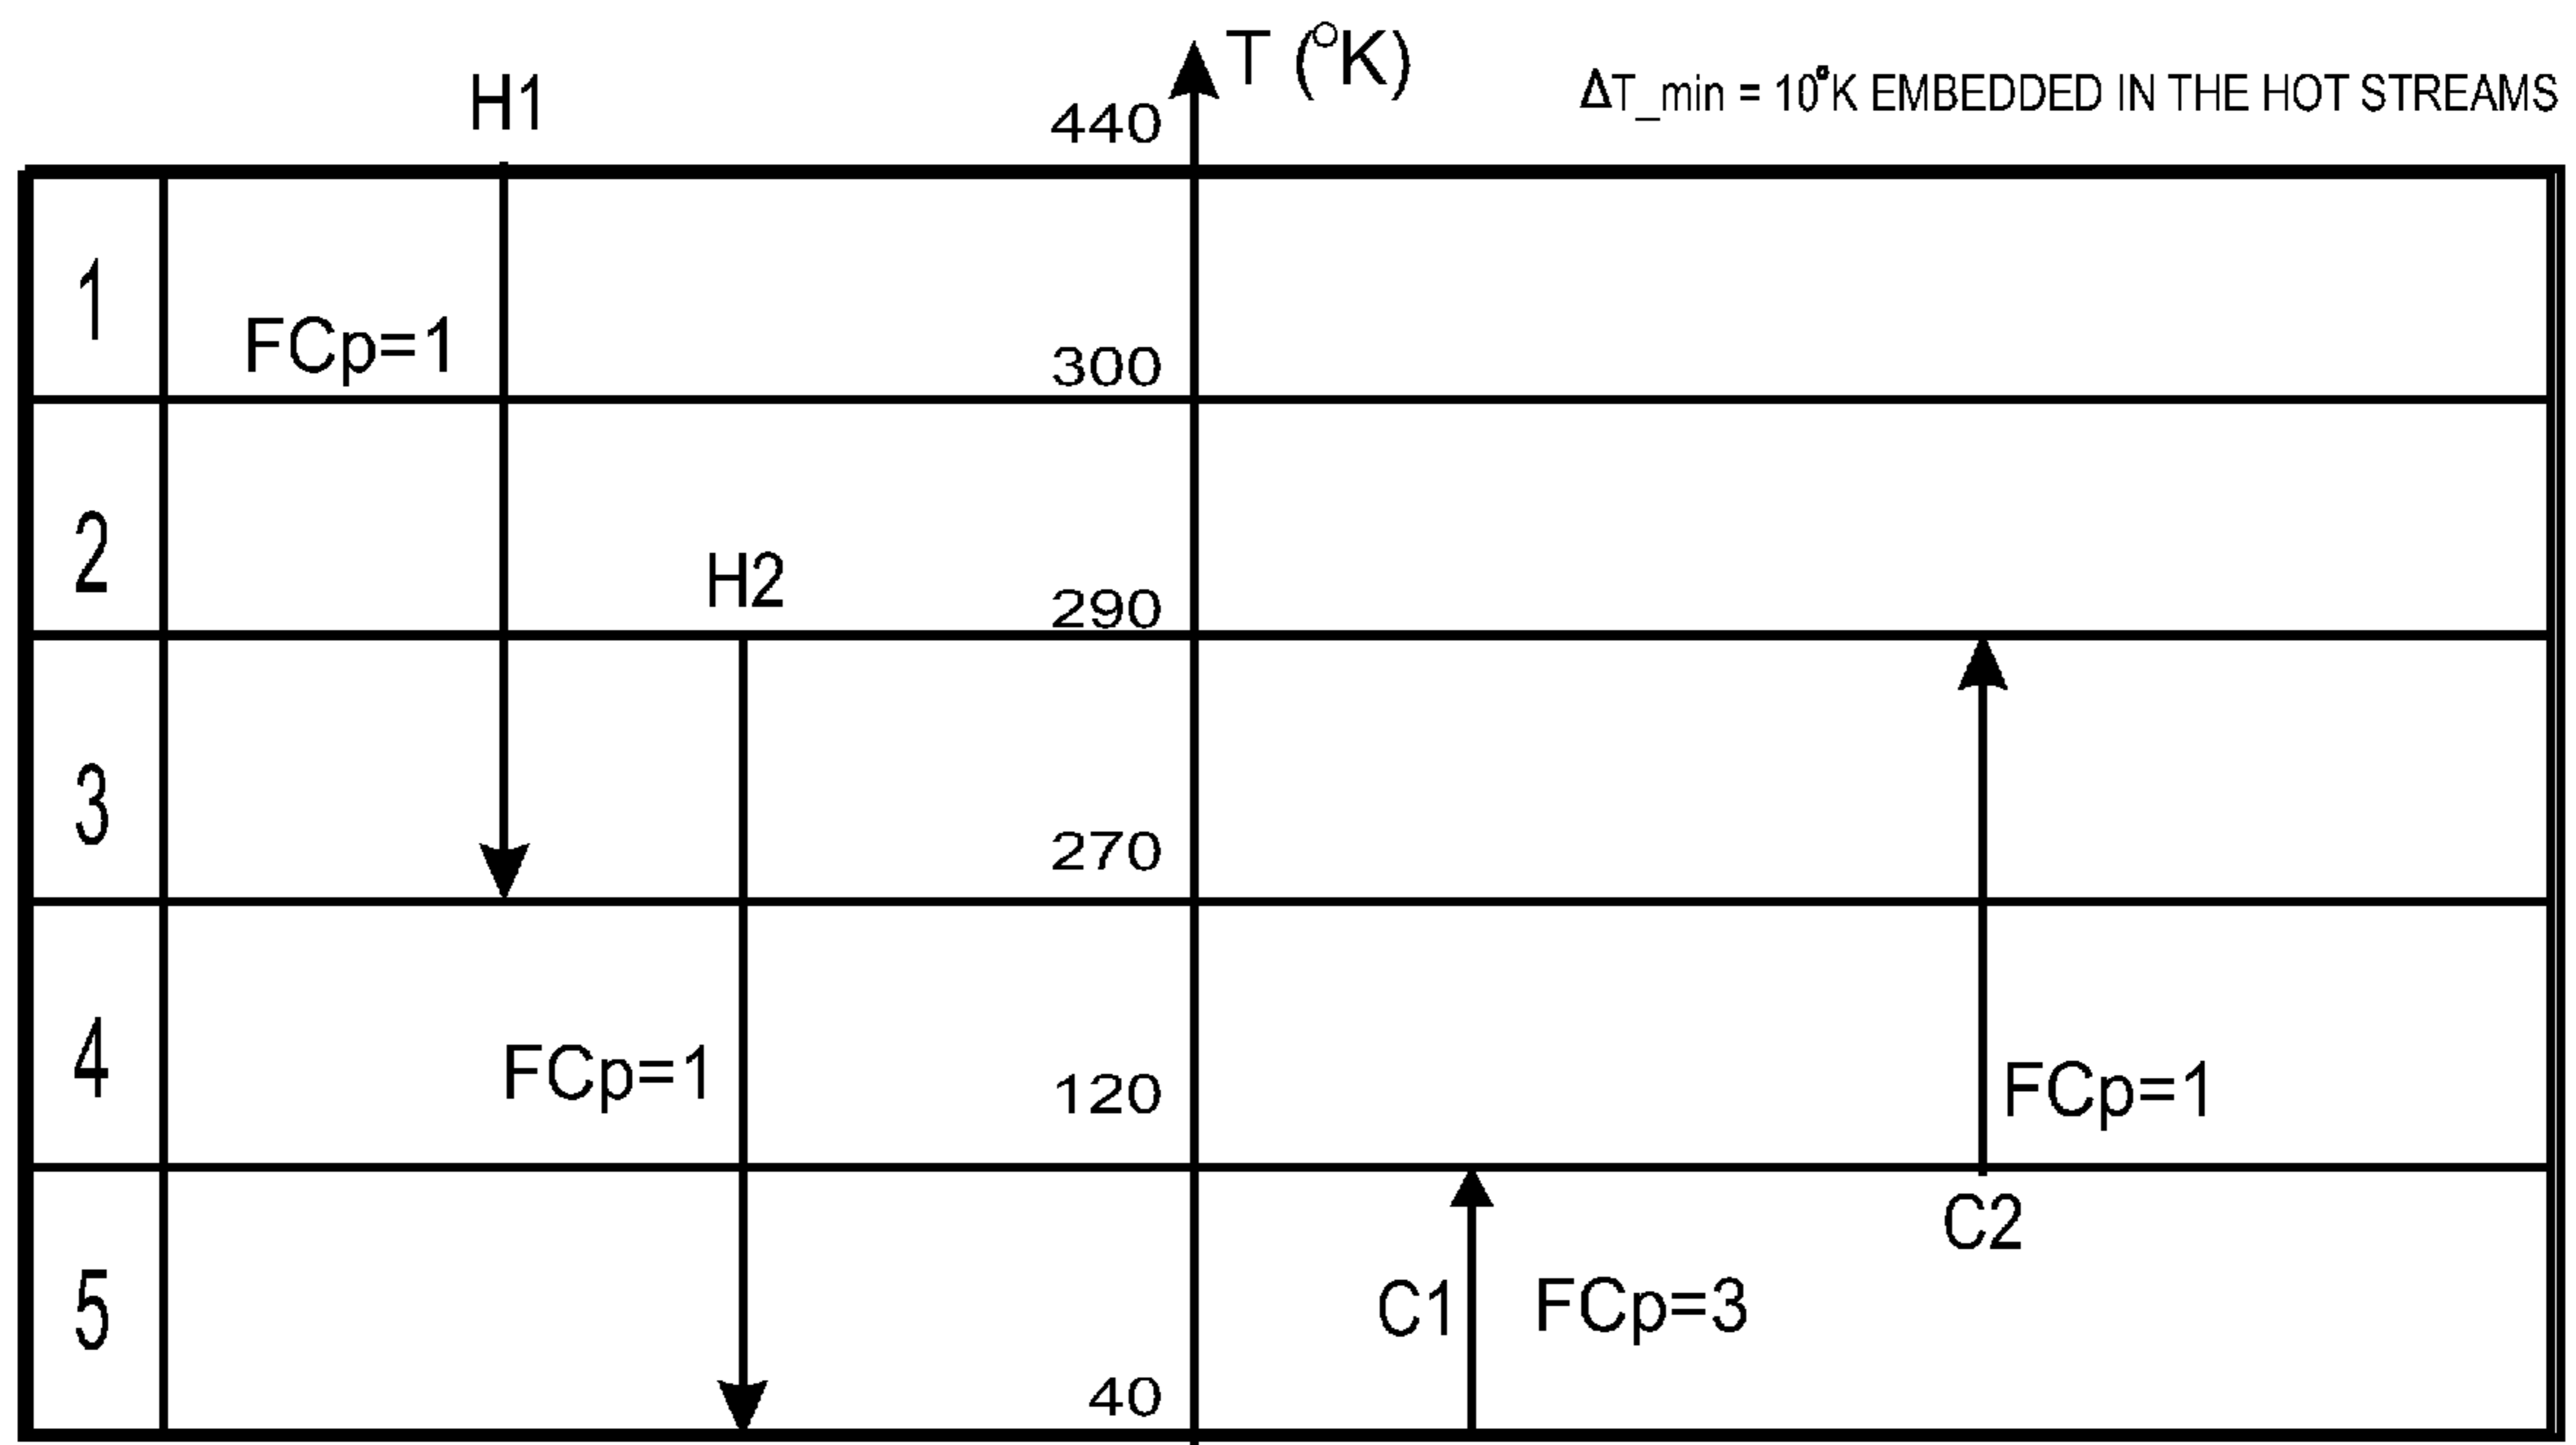 T (°K)
ΔT_min = 10°K EMBEDDED IN THE HOT STREAMS
H1
440
1
FCp=1
300
2
H2
290
3
270
4
FCp=1
120
FCp=1
C2
5
C1
FCp=3
40